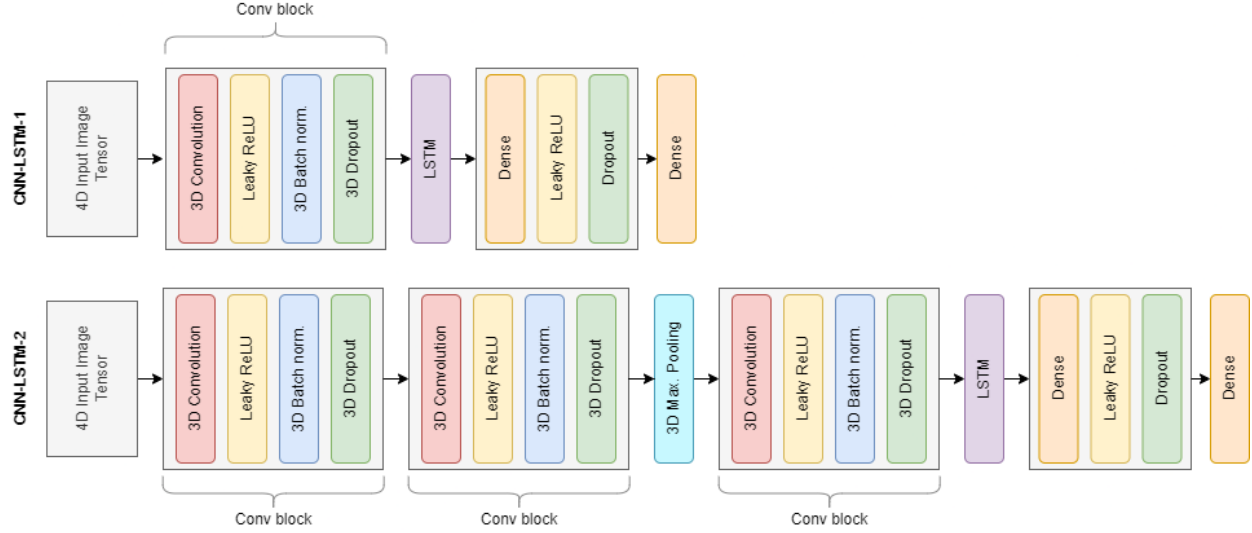 Conv block
CNN-LSTM-1
4D Input Image
Tensor
3D Convolution
Leaky ReLU
3D Batch norm.
3D Dropout
LSTM
Dense
Leaky ReLU
Dropout
Dense
CNN-LSTM-2
4D Input Image
Tensor
3D Convolution
Leaky ReLU
3D Batch norm.
3D Dropout
3D Convolution
Leaky ReLU
3D Batch norm.
3D Dropout
3D Max. Pooling
3D Convolution
Leaky ReLU
3D Batch norm.
3D Dropout
LSTM
Dense
Leaky ReLU
Dropout
Dense
Conv block
Conv block
Conv block